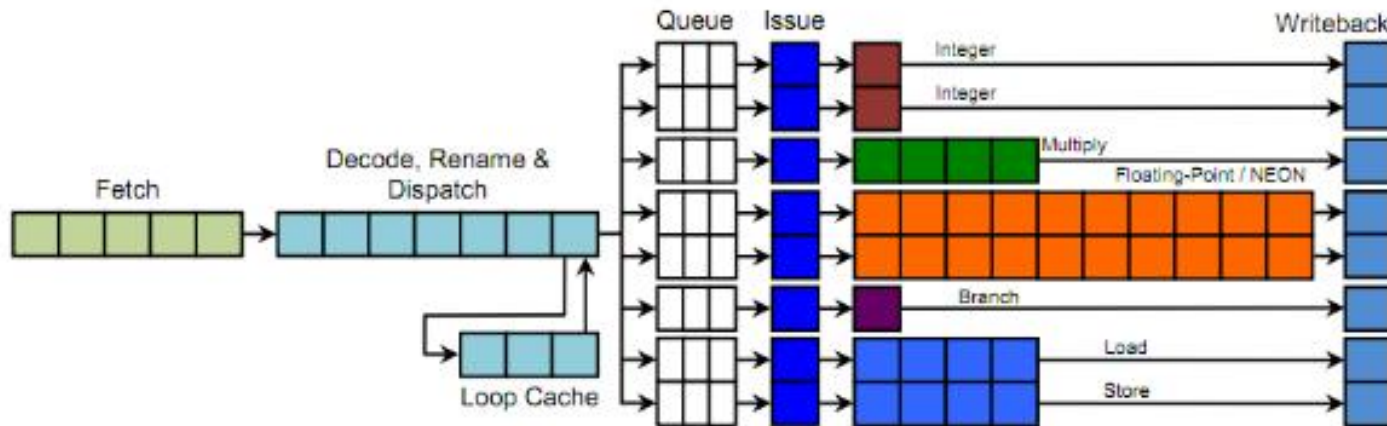 Queue
Issue
Writeback
Integer
Integer
Decode, Rename &
Dispatch
Multiply
Fetch
Floating-Point / NEON
Branch
Load
Loop Cache
Store